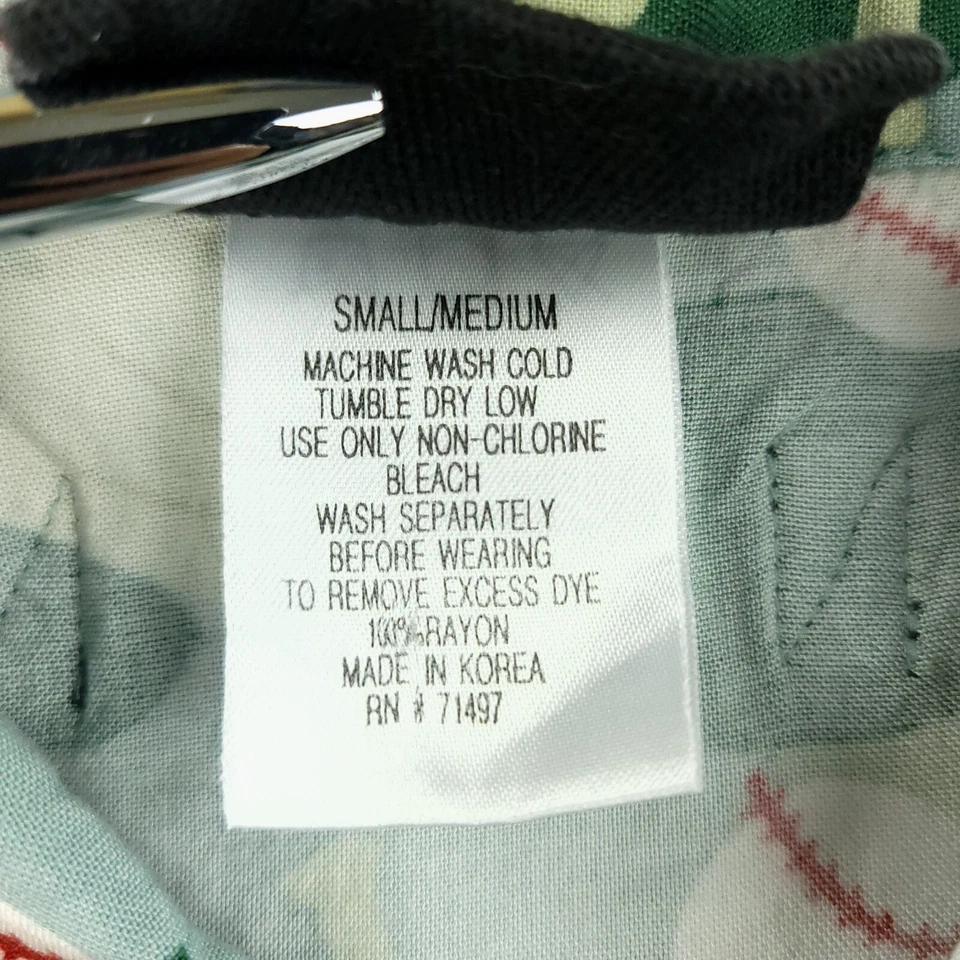 SMALL/MEDIUM
MACHINE WASH COLD
TUMBLE DRY LOW
USE ONLY NON-CHLORINE
BLEACH
WASH SEPARATELY
BEFORE WEARING
TO REMOVE EXCESS DYE
100% RAYON
MADE IN KOREA
RN # 71497